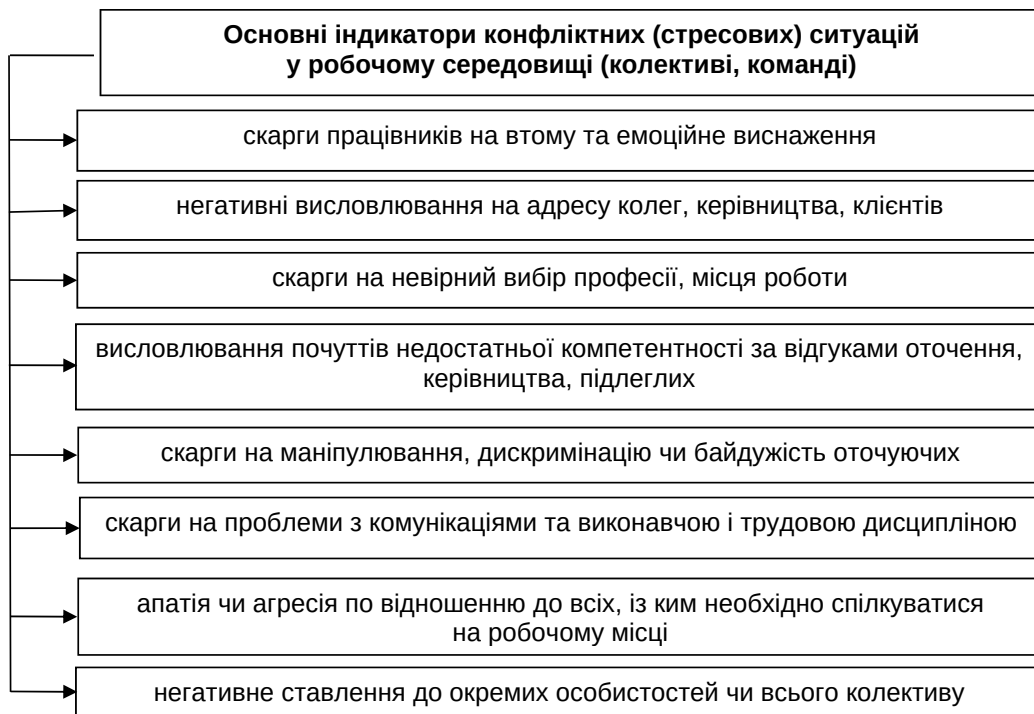 Основні індикатори конфліктних (стресових) ситуацій
у робочому середовищі (колективі, команді)
скарги працівників на втому та емоційне виснаження
негативні висловлювання на адресу колег, керівництва, клієнтів
скарги на невірний вибір професії, місця роботи
висловлювання почуттів недостатньої компетентності за відгуками оточення,
керівництва, підлеглих
скарги на маніпулювання, дискримінацію чи байдужість оточуючих
скарги на проблеми з комунікаціями та виконавчою і трудовою дисципліною
апатія чи агресія по відношенню до всіх, із ким необхідно спілкуватися
на робочому місці
негативне ставлення до окремих особистостей чи всього колективу